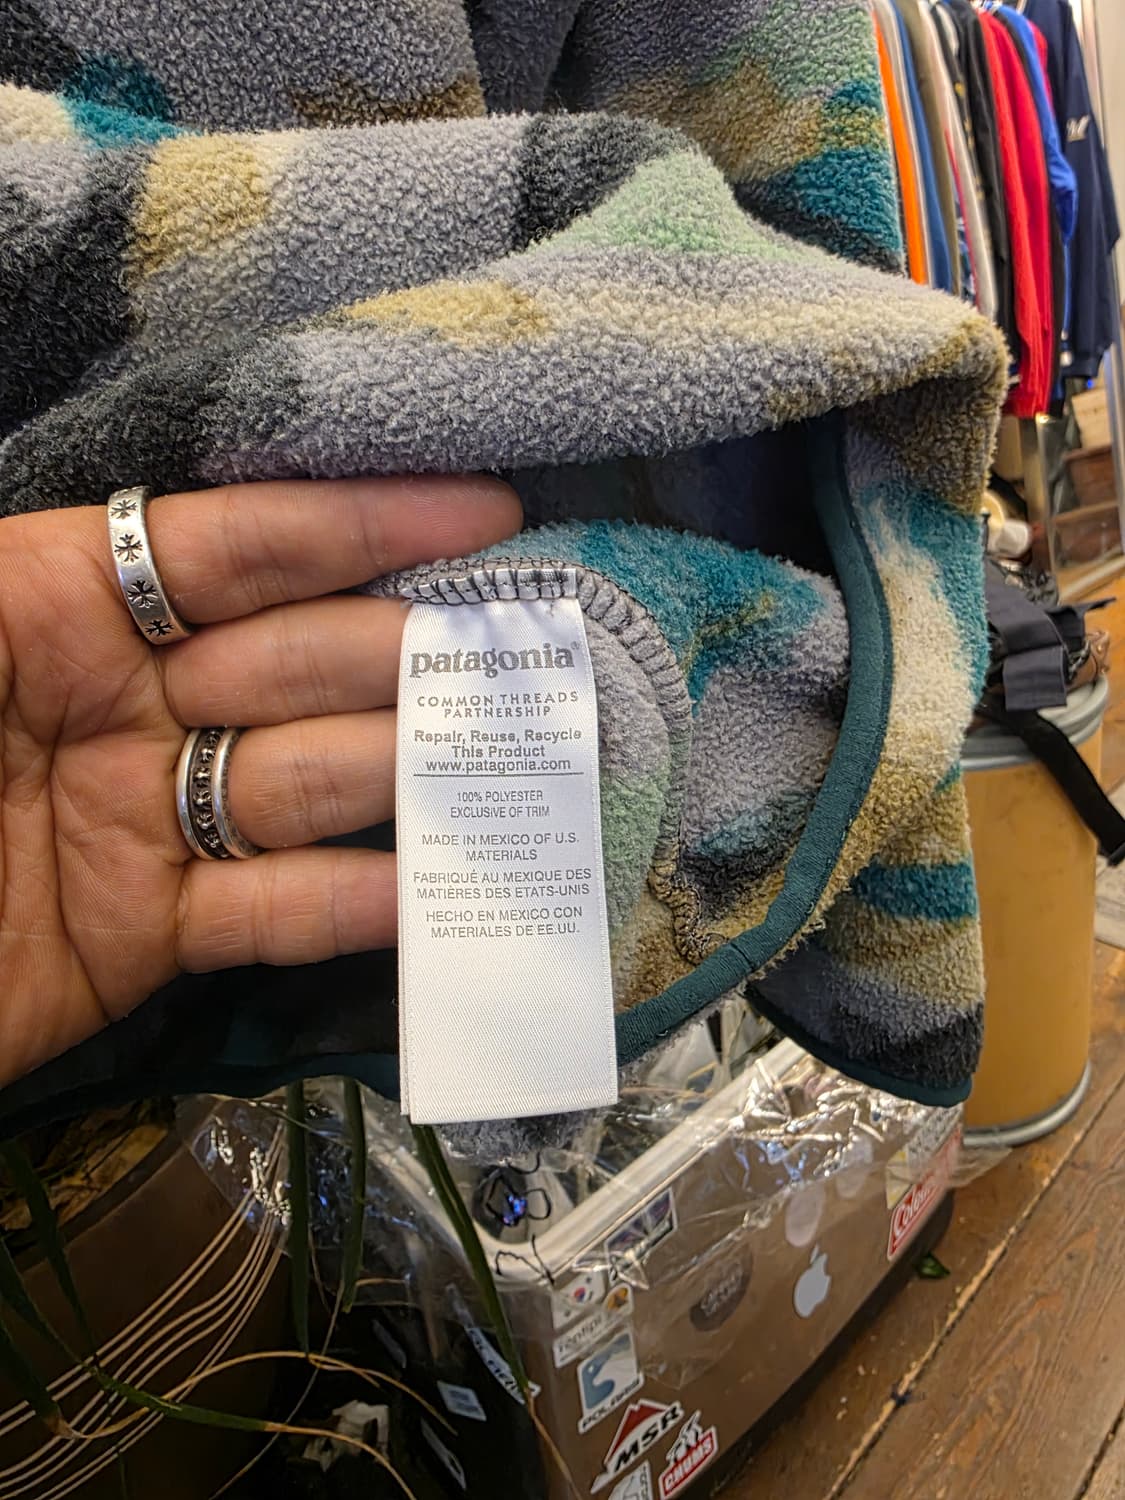 patagonia®
COMMON THREADS
PARTNERSHIP
Repair, Reuse, Recycle
This Product
www.patagonia.com
100% POLYESTER
EXCLUSIVE OF TRIM
MADE IN MEXICO OF U.S.
MATERIALS
FABRIQUÉ AU MEXIQUE DES
MATIÈRES DES ETATS-UNIS
HECHO EN MEXICO CON
MATERIALES DE EE.UU.
MSR
CHUMS